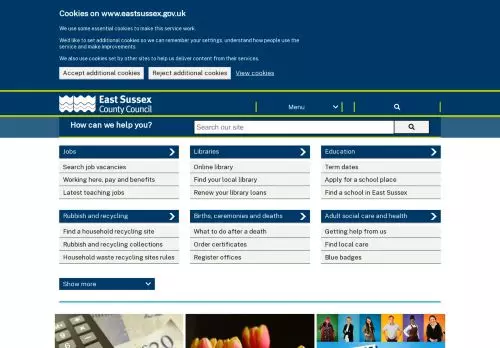 Cookies on www.eastsussex.gov.uk
We use some essential cookies to make this service work.
We'd like to set additional cookies so we can remember your settings, understand how people use the
service and make improvements
We also use cookies set by other sites to help us deliver content from their services.
Accept additional cookies Reject additional cookies View cookies
East Sussex
County Council
Menu
How can we help you?
Search our site
Jobs
Search job vacancies
Working here, pay and benefits
Latest teaching jobs
Libraries
Online library
Find your local library
Renew your library loans
Education
Term dates
Apply for a school place
Find a school in East Sussex
Rubbish and recycling
Find a household recycling site
Rubbish and recycling collections
Household waste recycling sites rules
Births, ceremonies and deaths
What to do after a death
Order certificates
Register offices
Adult social care and health
Getting help from us
Find local care
Blue badges
Show more
£20